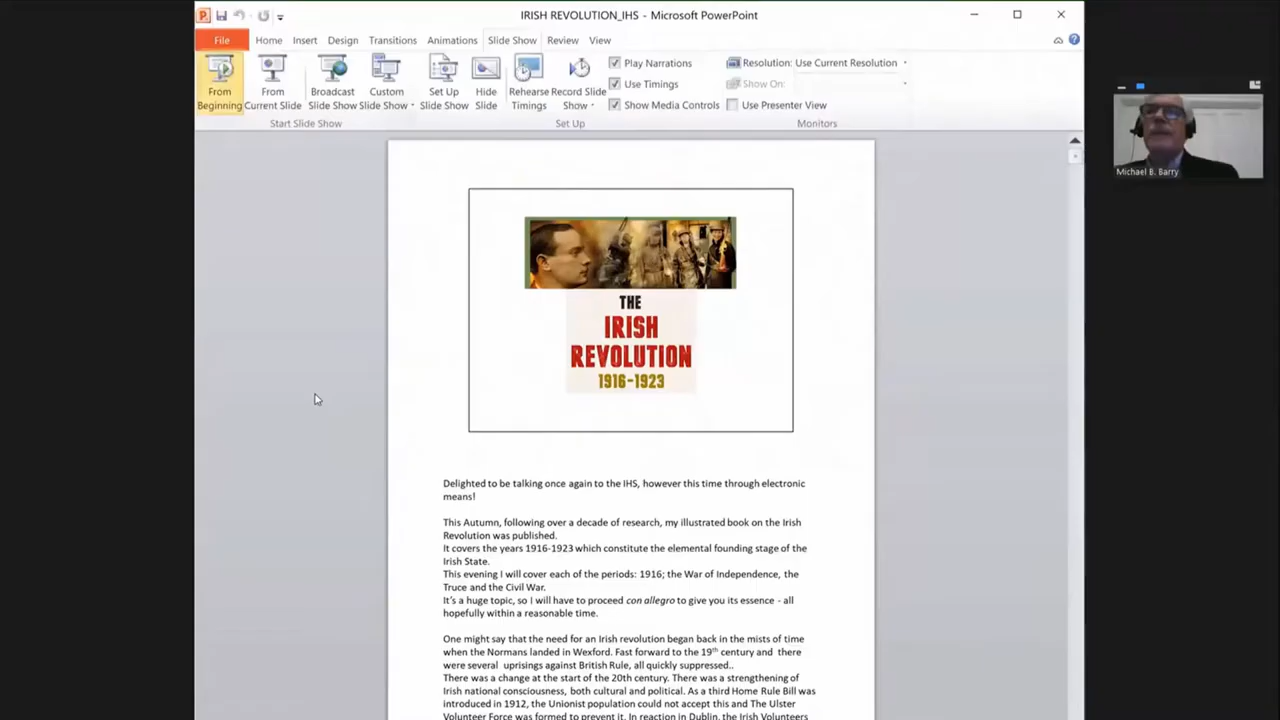 IRISH REVOLUTION_IHS - Microsoft PowerPoint
File Home Insert Design Transitions Animations Slide Show Review View
From Beginning
From Current Slide
Broadcast Slide Show
Custom Slide Show
Set Up Slide Show
Hide Slide
Rehearse Timings
Record Slide Show
Play Narrations
Use Timings
Show Media Controls
Resolution: Use Current Resolution
Show On:
Use Presenter View
Start Slide Show
Set Up
Monitors
Michael B. Barry
THE
IRISH
REVOLUTION
1916-1923
Delighted to be talking once again to the IHS, however this time through electronic
means!
This Autumn, following over a decade of research, my illustrated book on the Irish
Revolution was published.
It covers the years 1916-1923 which constitute the elemental founding stage of the
Irish State.
This evening I will cover each of the periods: 1916; the War of Independence, the
Truce and the Civil War.
It's a huge topic, so I will have to proceed con allegro to give you its essence - all
hopefully within a reasonable time.
One might say that the need for an Irish revolution began back in the mists of time
when the Normans landed in Wexford. Fast forward to the 19th century and there
were several uprisings against British Rule, all quickly suppressed..
There was a change at the start of the 20th century. There was a strengthening of
Irish national consciousness, both cultural and political. As a third Home Rule Bill was
introduced in 1912, the Unionist population could not accept this and The Ulster
Volunteer Force was formed to prevent it. In reaction in Dublin, the Irish Volunteers